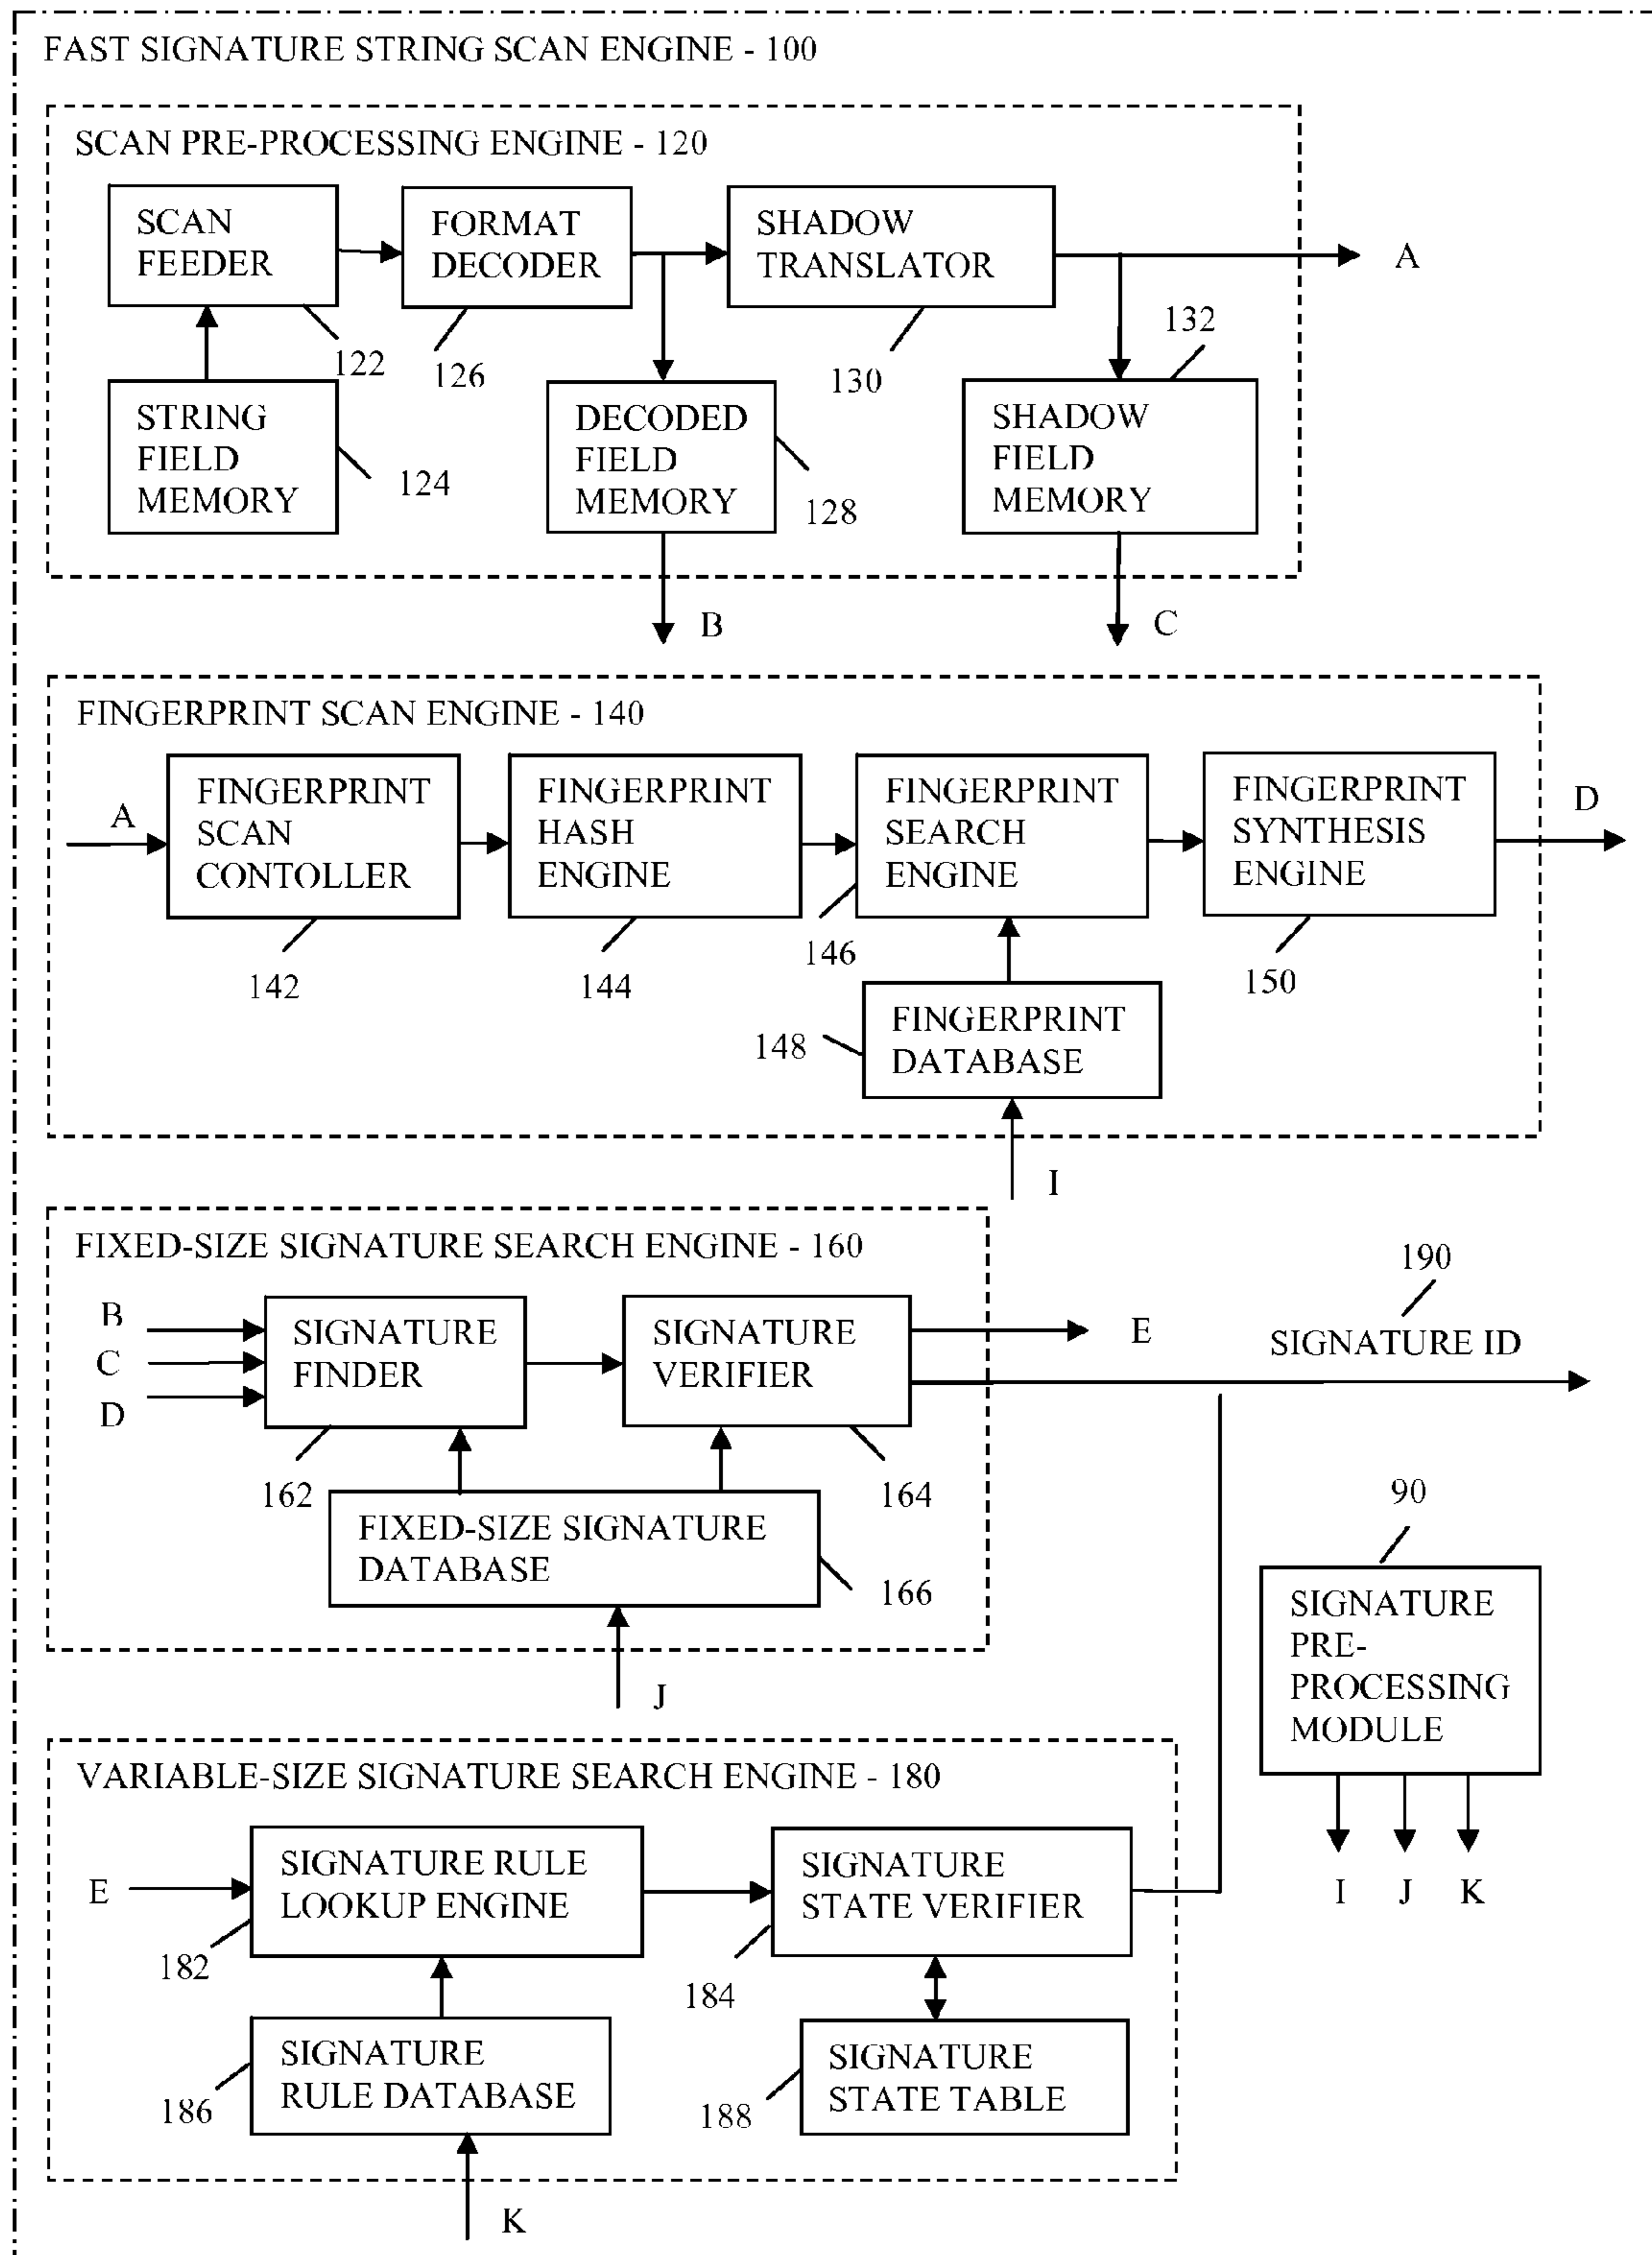 FAST SIGNATURE STRING SCAN ENGINE - 100
SCAN PRE-PROCESSING ENGINE - 120
SCAN
FEEDER
FORMAT
DECODER
SHADOW
TRANSLATOR
A
122
126
130
132
STRING
FIELD
MEMORY
124
DECODED
FIELD
MEMORY
128
SHADOW
FIELD
MEMORY
B
C
FINGERPRINT SCAN ENGINE - 140
A
FINGERPRINT
SCAN
CONTOLLER
FINGERPRINT
HASH
ENGINE
FINGERPRINT
SEARCH
ENGINE
FINGERPRINT
SYNTHESIS
ENGINE
D
142
144
146
150
148
FINGERPRINT
DATABASE
I
FIXED-SIZE SIGNATURE SEARCH ENGINE - 160
B
C
D
SIGNATURE
FINDER
SIGNATURE
VERIFIER
E
190
SIGNATURE ID
162
164
FIXED-SIZE SIGNATURE
DATABASE
166
J
90
SIGNATURE
PRE-
PROCESSING
MODULE
I
J
K
VARIABLE-SIZE SIGNATURE SEARCH ENGINE - 180
E
SIGNATURE RULE
LOOKUP ENGINE
SIGNATURE
STATE VERIFIER
182
184
SIGNATURE
RULE DATABASE
186
SIGNATURE
STATE TABLE
188
K